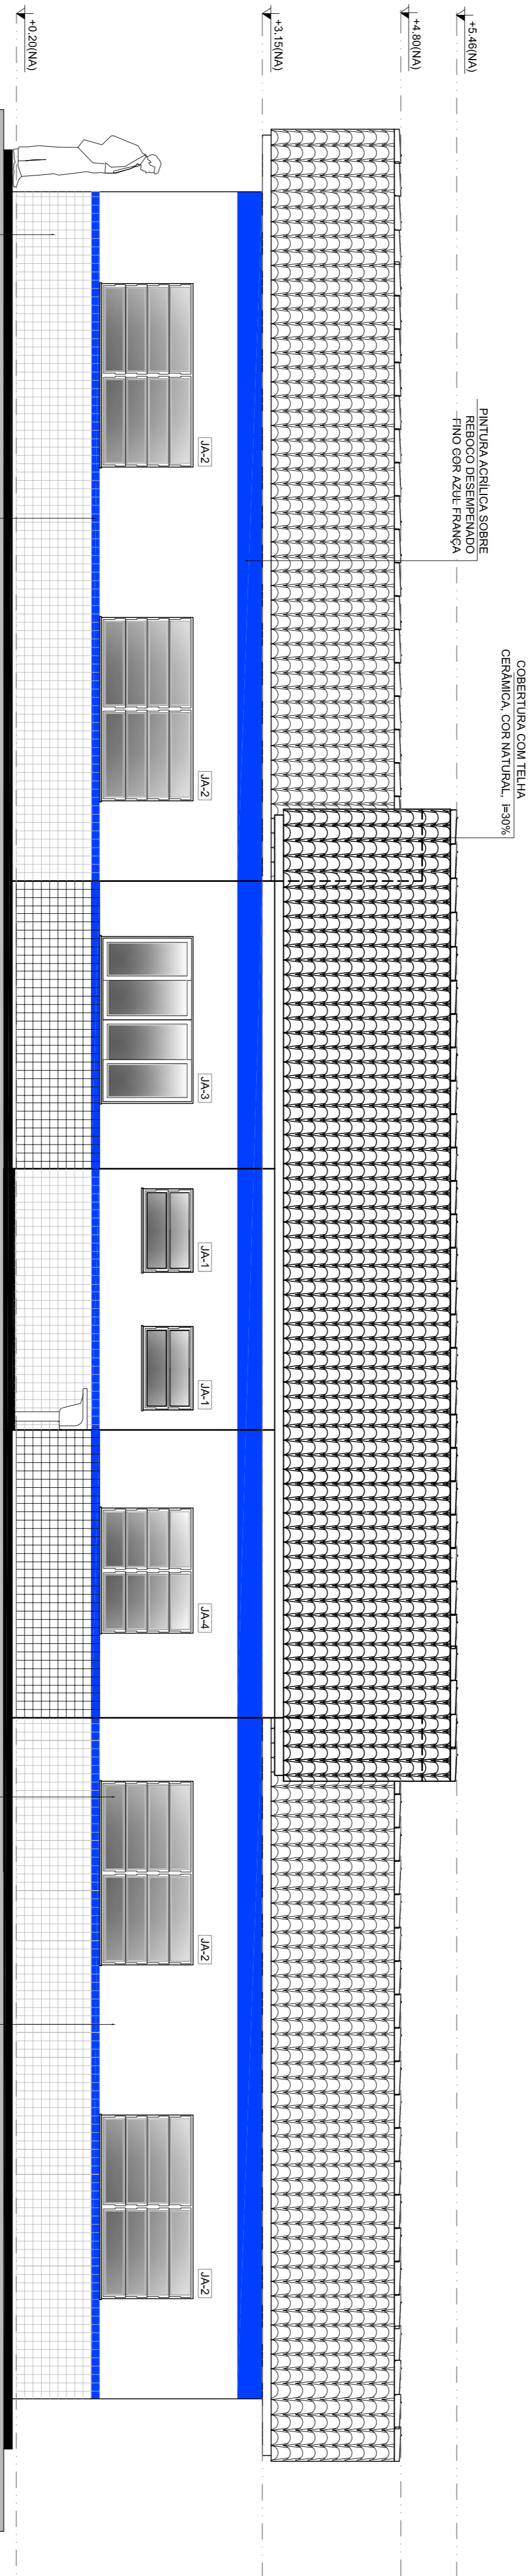 +5.46(NA)
+4.80(NA)
+3.15(NA)
+0.20(NA)
PINTURA ACRÍLICA SOBRE
REBOCO DESEMPENADO
FINO COR AZUL FRANÇA
COBERTURA COM TELHA
CERÂMICA, COR NATURAL, I=30%
JA-2
JA-2
JA-3
JA-1
JA-1
JA-4
JA-2
JA-2